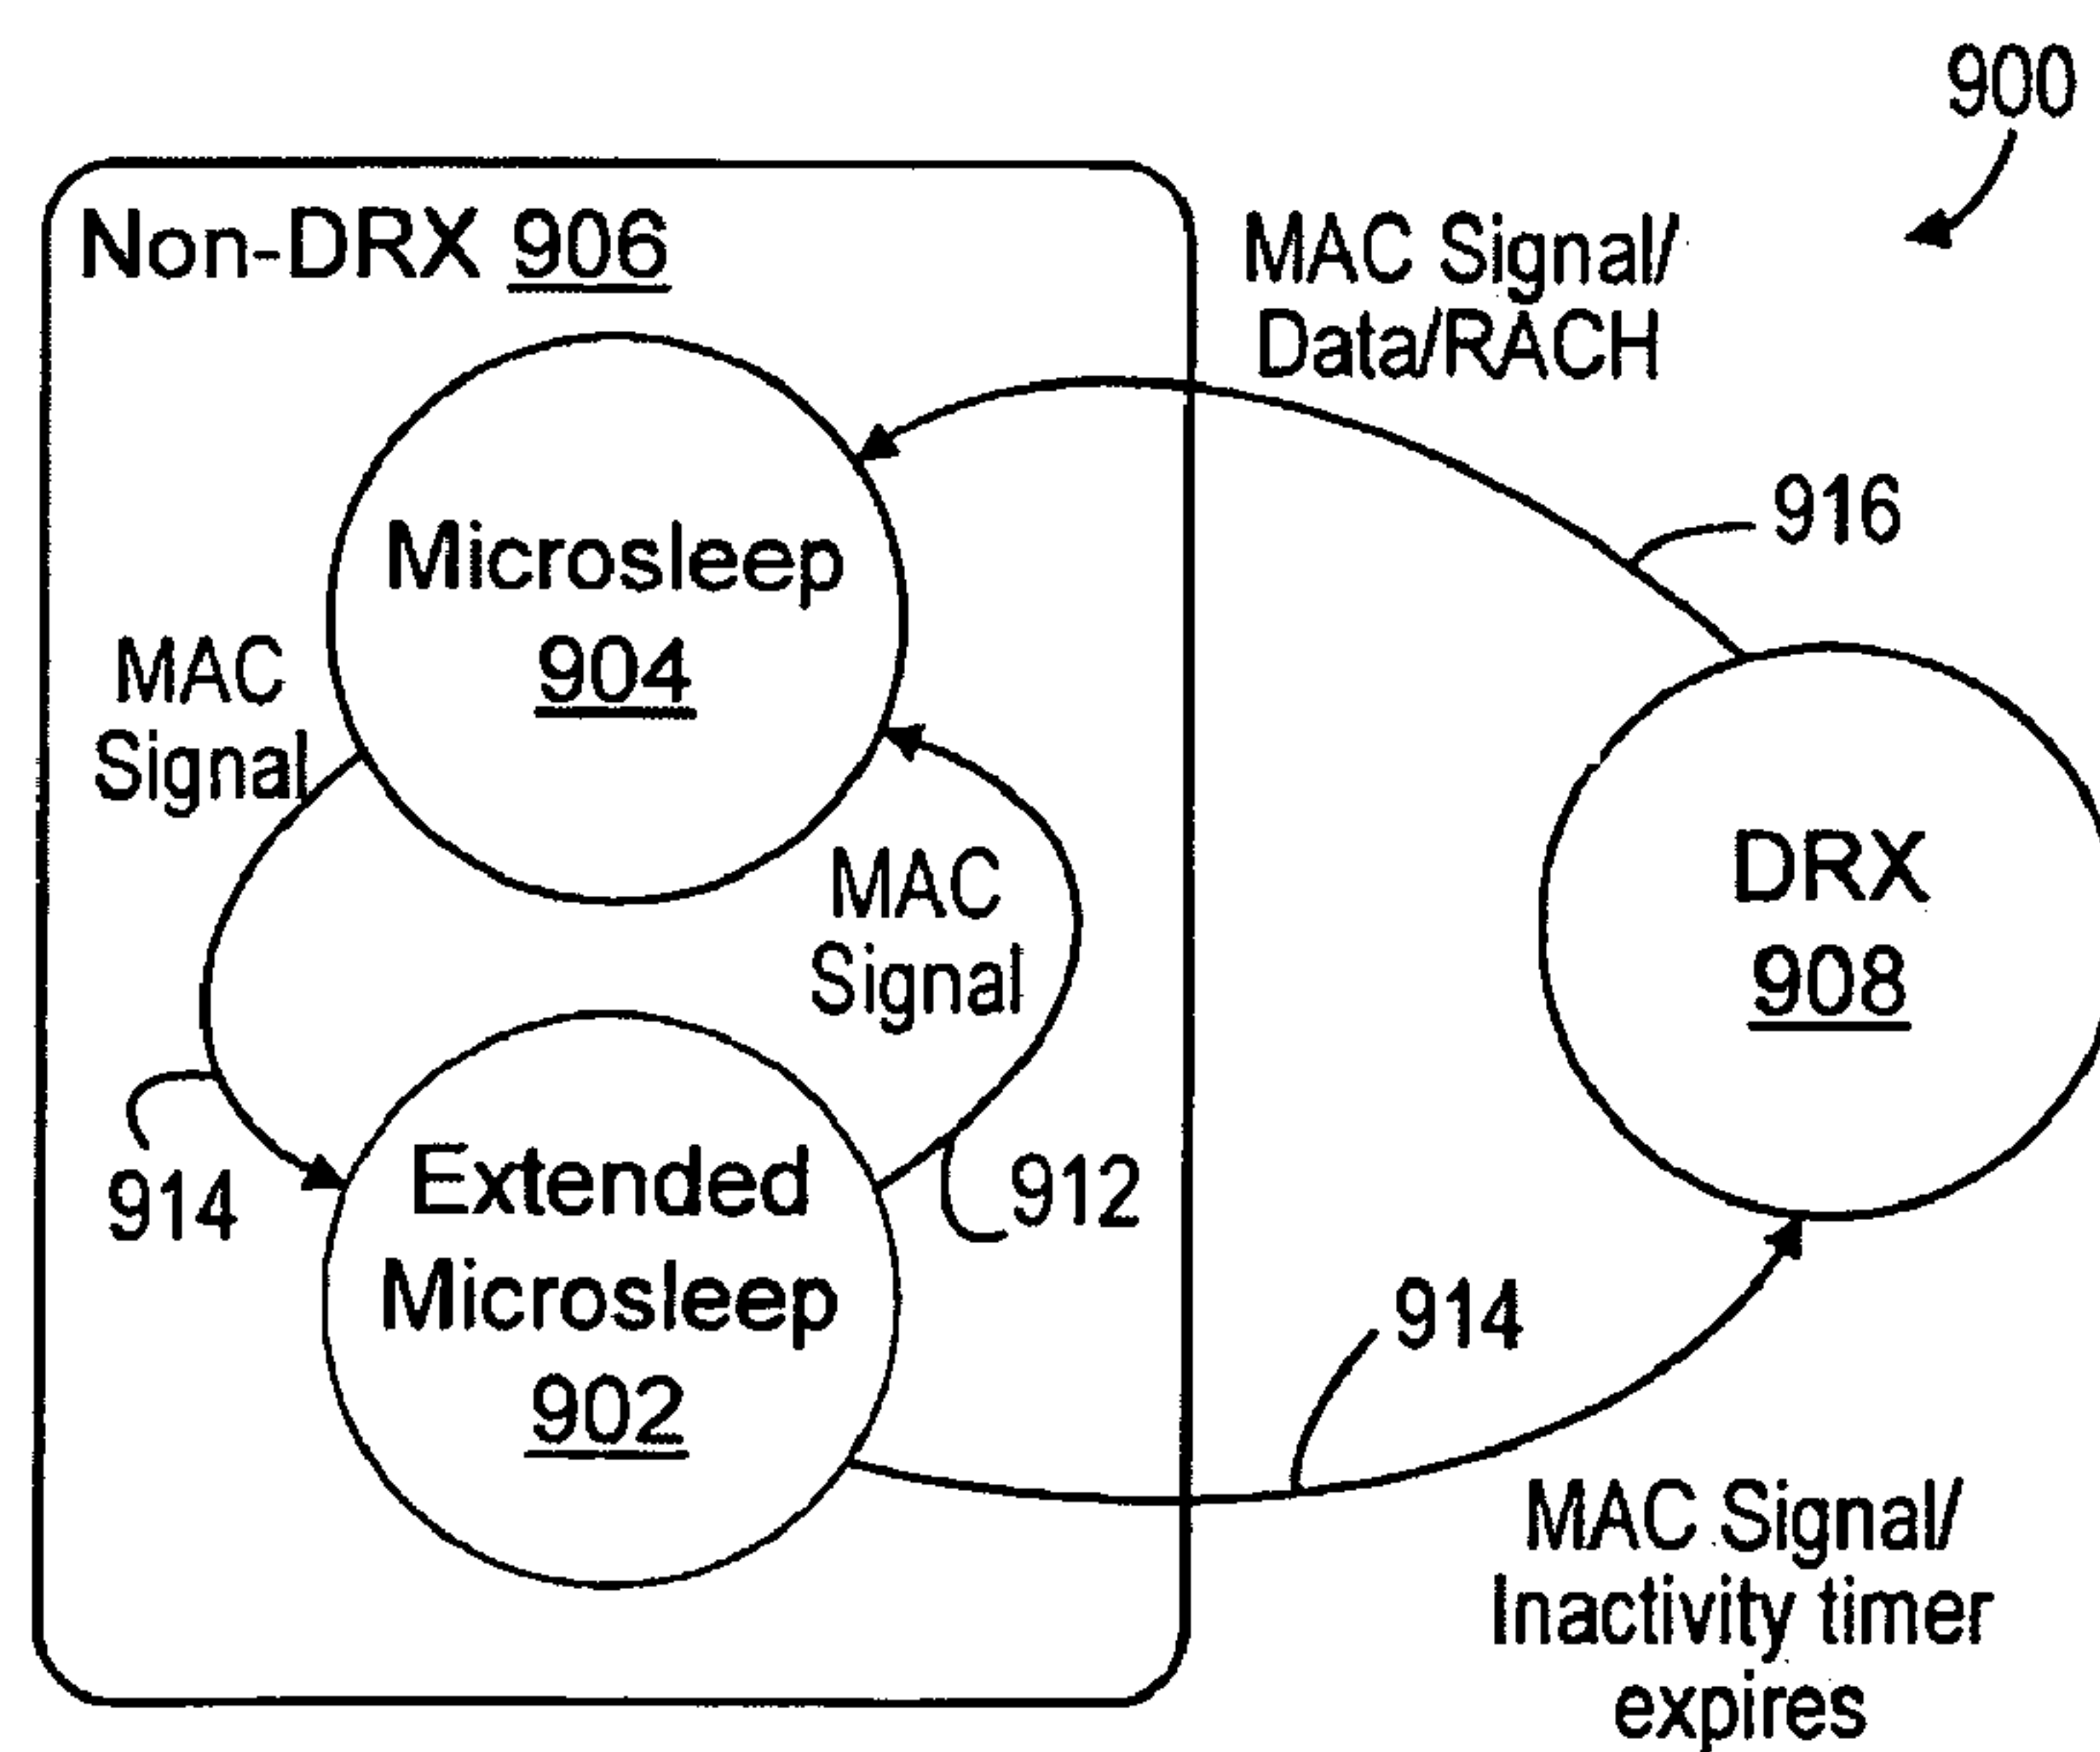 900
Non-DRX 906
MAC Signal/
Data/RACH
916
Microsleep
904
MAC
Signal
MAC
Signal
DRX
908
914
912
Extended
Microsleep
902
914
MAC Signal/
Inactivity timer
expires